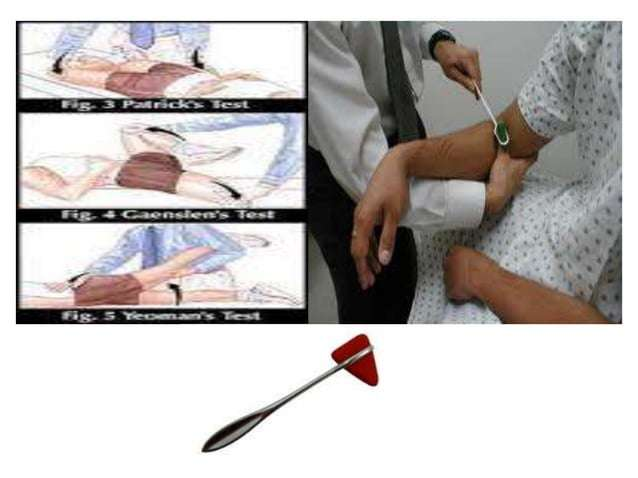 Fig. 3 Patrick's Test
Fig. 4 Gaenslen's Test
Fig. 5 Yeoman's Test